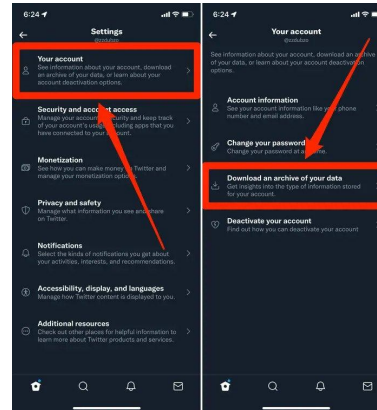 6:24
Settings
@zzdubzo
Your account
See information about your account, download
an archive of your data, or learn about your
account deactivation options.
Security and account access
Manage your account's security and keep track
of your account's usage including apps that you
have connected to your account.
Monetization
See how you can make money on Twitter and
manage your monetization options.
Privacy and safety
Manage what information you see and share
on Twitter.
Notifications
Select the kinds of notifications you get about
your activities, interests, and recommendations.
Accessibility, display, and languages
Manage how Twitter content is displayed to you.
Additional resources
Check out other places for helpful information to
learn more about Twitter products and services.
6:24
Your account
@zzdubzo
See information about your account, download an archive
of your data, or learn about your account deactivation
options.
Account information
See your account information like your phone
number and email address.
Change your password
Change your password at any time.
Download an archive of your data
Get insights into the type of information stored
for your account.
Deactivate your account
Find out how you can deactivate your account